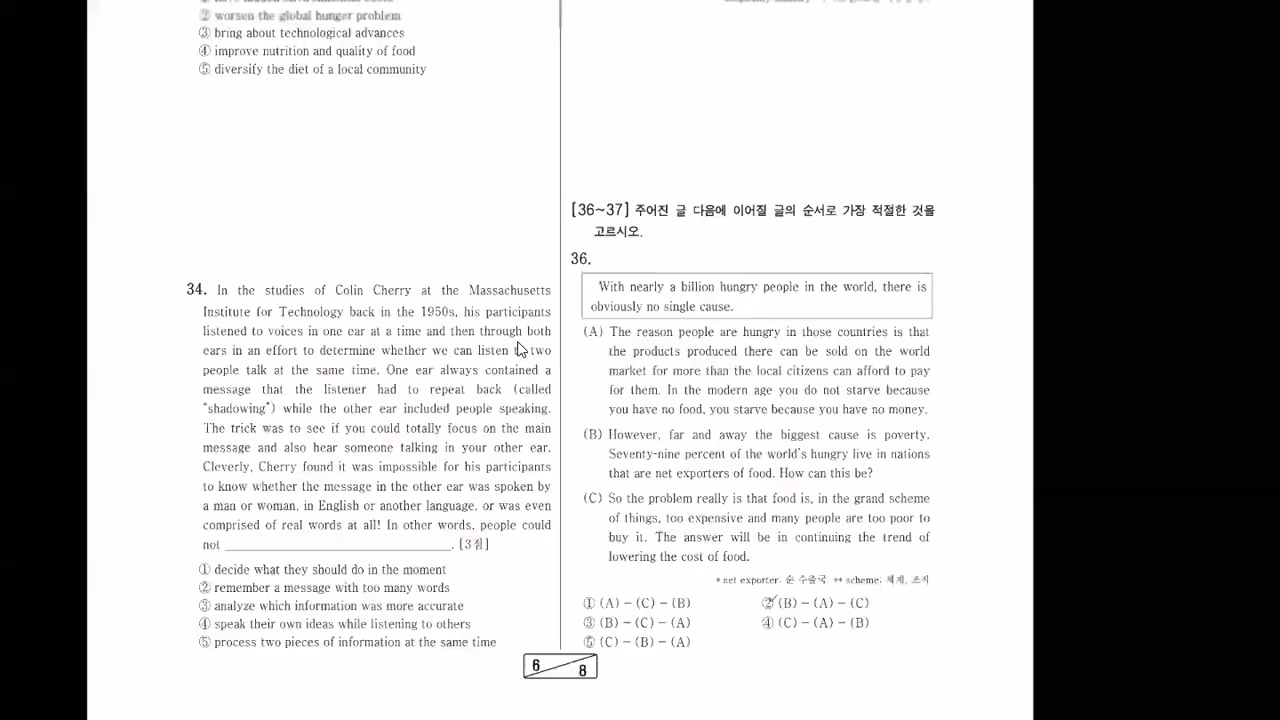 ② worsen the global hunger problem
③ bring about technological advances
④ improve nutrition and quality of food
⑤ diversify the diet of a local community
34. In the studies of Colin Cherry at the Massachusetts
Institute for Technology back in the 1950s, his participants
listened to voices in one ear at a time and then through both
ears in an effort to determine whether we can listen to two
people talk at the same time. One ear always contained a
message that the listener had to repeat back (called
“shadowing”) while the other ear included people speaking.
The trick was to see if you could totally focus on the main
message and also hear someone talking in your other ear.
Cleverly, Cherry found it was impossible for his participants
to know whether the message in the other ear was spoken by
a man or woman, in English or another language, or was even
comprised of real words at all! In other words, people could
not ____________________. [3점]
① decide what they should do in the moment
② remember a message with too many words
③ analyze which information was more accurate
④ speak their own ideas while listening to others
⑤ process two pieces of information at the same time
[36~37] 주어진 글 다음에 이어질 글의 순서로 가장 적절한 것을
고르시오.
36.
With nearly a billion hungry people in the world, there is
obviously no single cause.
(A) The reason people are hungry in those countries is that
the products produced there can be sold on the world
market for more than the local citizens can afford to pay
for them. In the modern age you do not starve because
you have no food, you starve because you have no money.
(B) However, far and away the biggest cause is poverty.
Seventy-nine percent of the world's hungry live in nations
that are net exporters of food. How can this be?
(C) So the problem really is that food is, in the grand scheme
of things, too expensive and many people are too poor to
buy it. The answer will be in continuing the trend of
lowering the cost of food.
* net exporter: 순 수출국 ** scheme: 체계, 조직
① (A) - (C) - (B) ② (B) - (A) - (C)
③ (B) - (C) - (A) ④ (C) - (A) - (B)
⑤ (C) - (B) - (A)
6 8